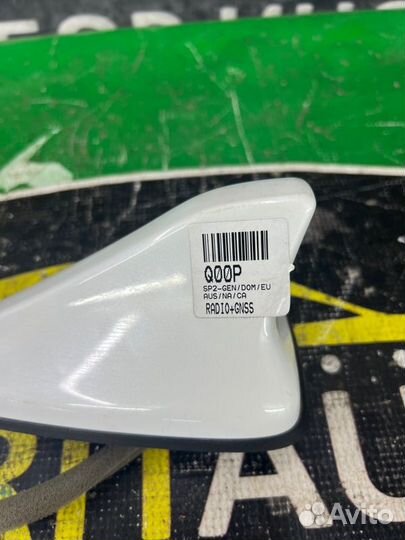 Q00P
SP2-GEN/DOM/EU
AUS/NA/CA
RADIO+GNSS
Avito